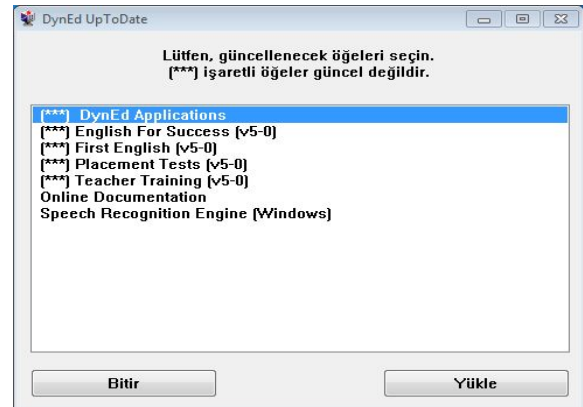 DynEd UpToDate
Lütfen, güncellenecek öğeleri seçin.
(***) işaretli öğeler güncel değildir.
(***) DynEd Applications
(***) English For Success (v5-0)
(***) First English (v5-0)
(***) Placement Tests (v5-0)
(***) Teacher Training (v5-0)
Online Documentation
Speech Recognition Engine (Windows)
Bitir
Yükle